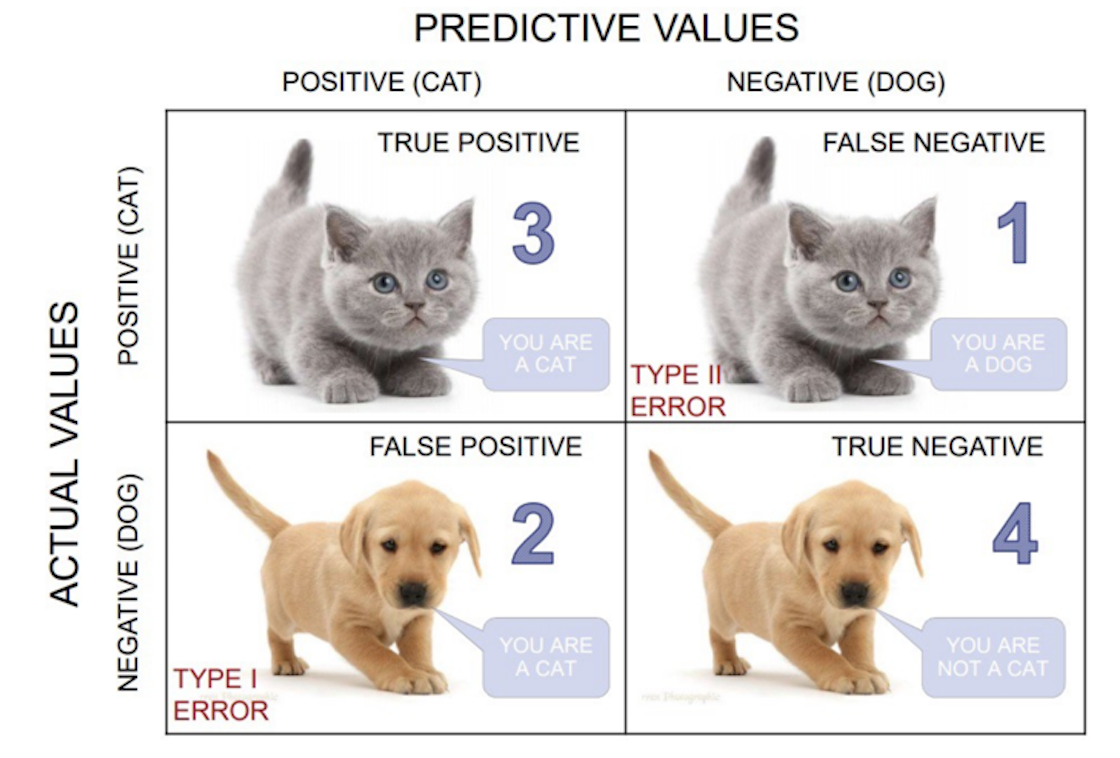 PREDICTIVE VALUES
POSITIVE (CAT)
NEGATIVE (DOG)
ACTUAL VALUES
POSITIVE (CAT)
TRUE POSITIVE
3
YOU ARE
A CAT
FALSE NEGATIVE
1
YOU ARE
A DOG
TYPE II
ERROR
NEGATIVE (DOG)
FALSE POSITIVE
2
YOU ARE
A CAT
TYPE I
ERROR
TRUE NEGATIVE
4
YOU ARE
NOT A CAT